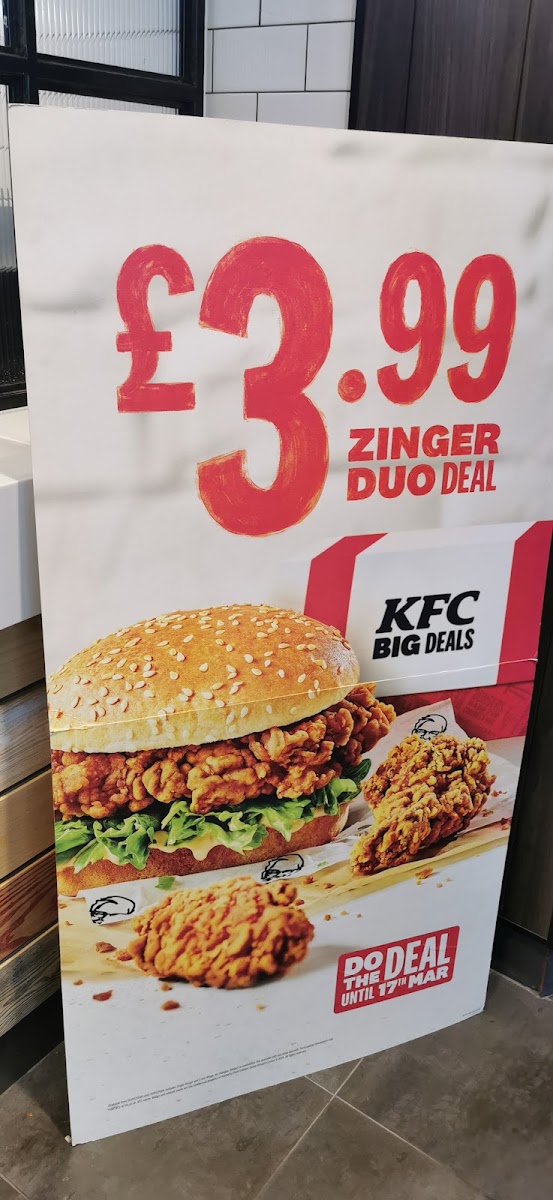 £3.99
ZINGER
DUO DEAL
KFC
BIG DEALS
DO THE DEAL
UNTIL 17TH MAR